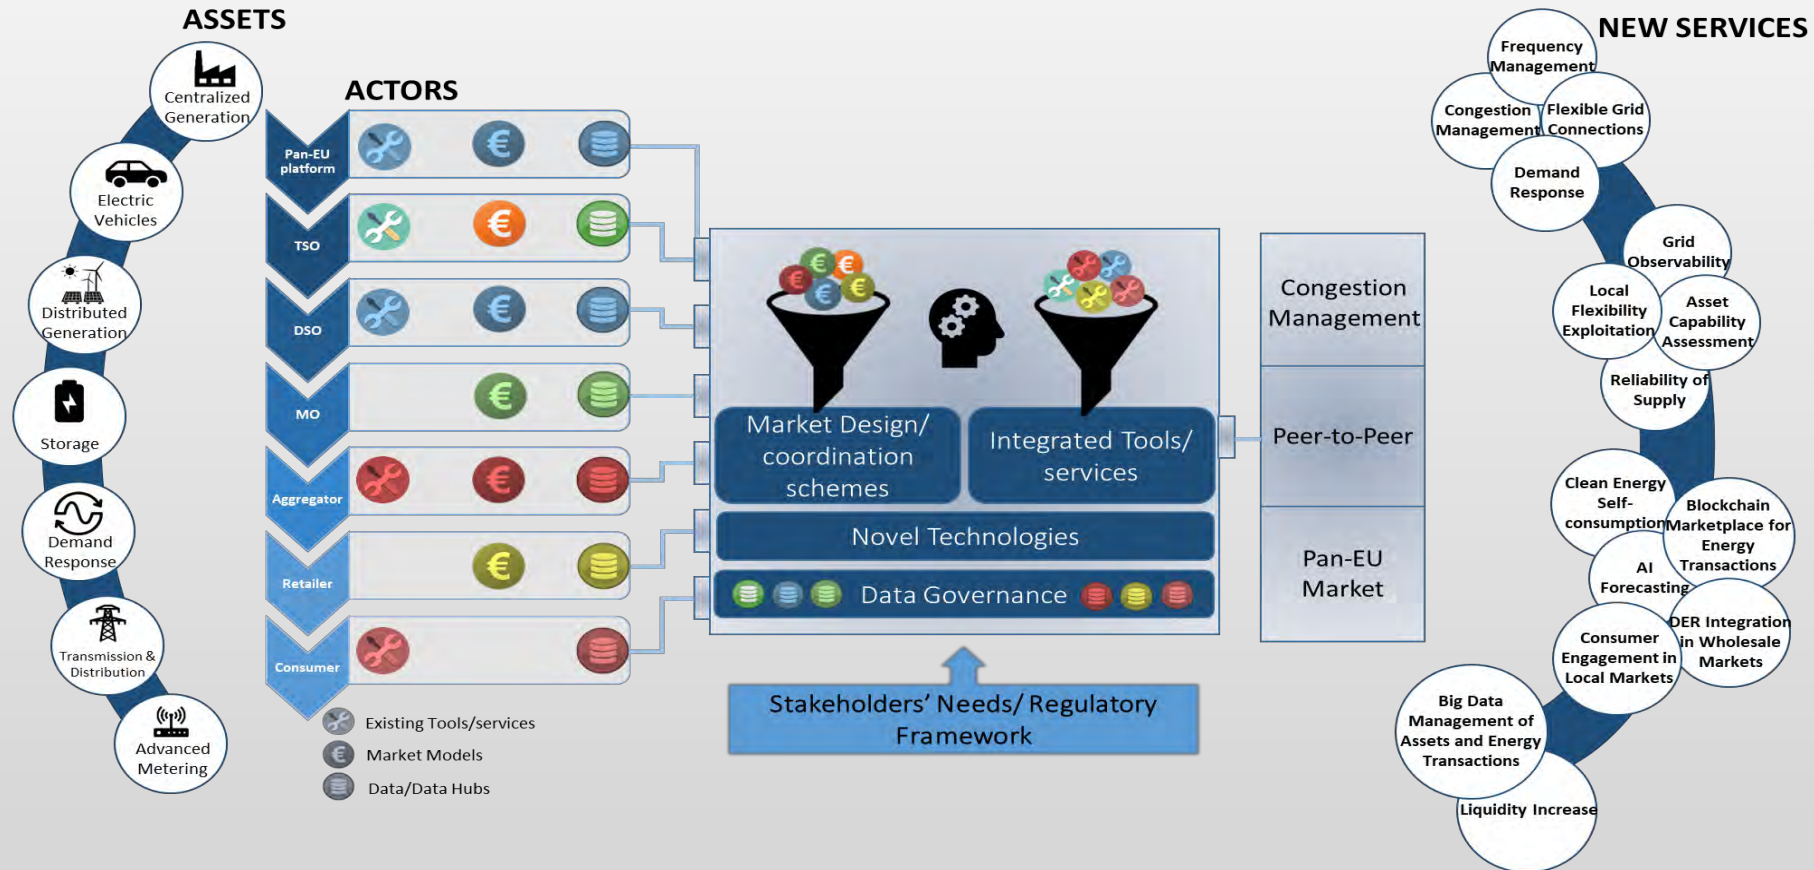 ASSETS
Centralized
Generation
Electric
Vehicles
Distributed
Generation
Storage
Demand
Response
Transmission &
Distribution
Advanced
Metering
ACTORS
Pan-EU
platform
TSO
DSO
MO
Aggregator
Retailer
Consumer
Existing Tools/services
Market Models
Data/Data Hubs
Market Design/
coordination
schemes
Integrated Tools/
services
Novel Technologies
Data Governance
Stakeholders’ Needs/ Regulatory
Framework
Congestion
Management
Peer-to-Peer
Pan-EU
Market
NEW SERVICES
Frequency
Management
Congestion
Management
Flexible Grid
Connections
Demand
Response
Grid
Observability
Local
Flexibility
Exploitation
Asset
Capability
Assessment
Reliability of
Supply
Clean Energy
Self-
consumption
Blockchain
Marketplace for
Energy
Transactions
AI
Forecasting
DER Integration
in Wholesale
Markets
Consumer
Engagement in
Local Markets
Big Data
Management of
Assets and Energy
Transactions
Liquidity Increase